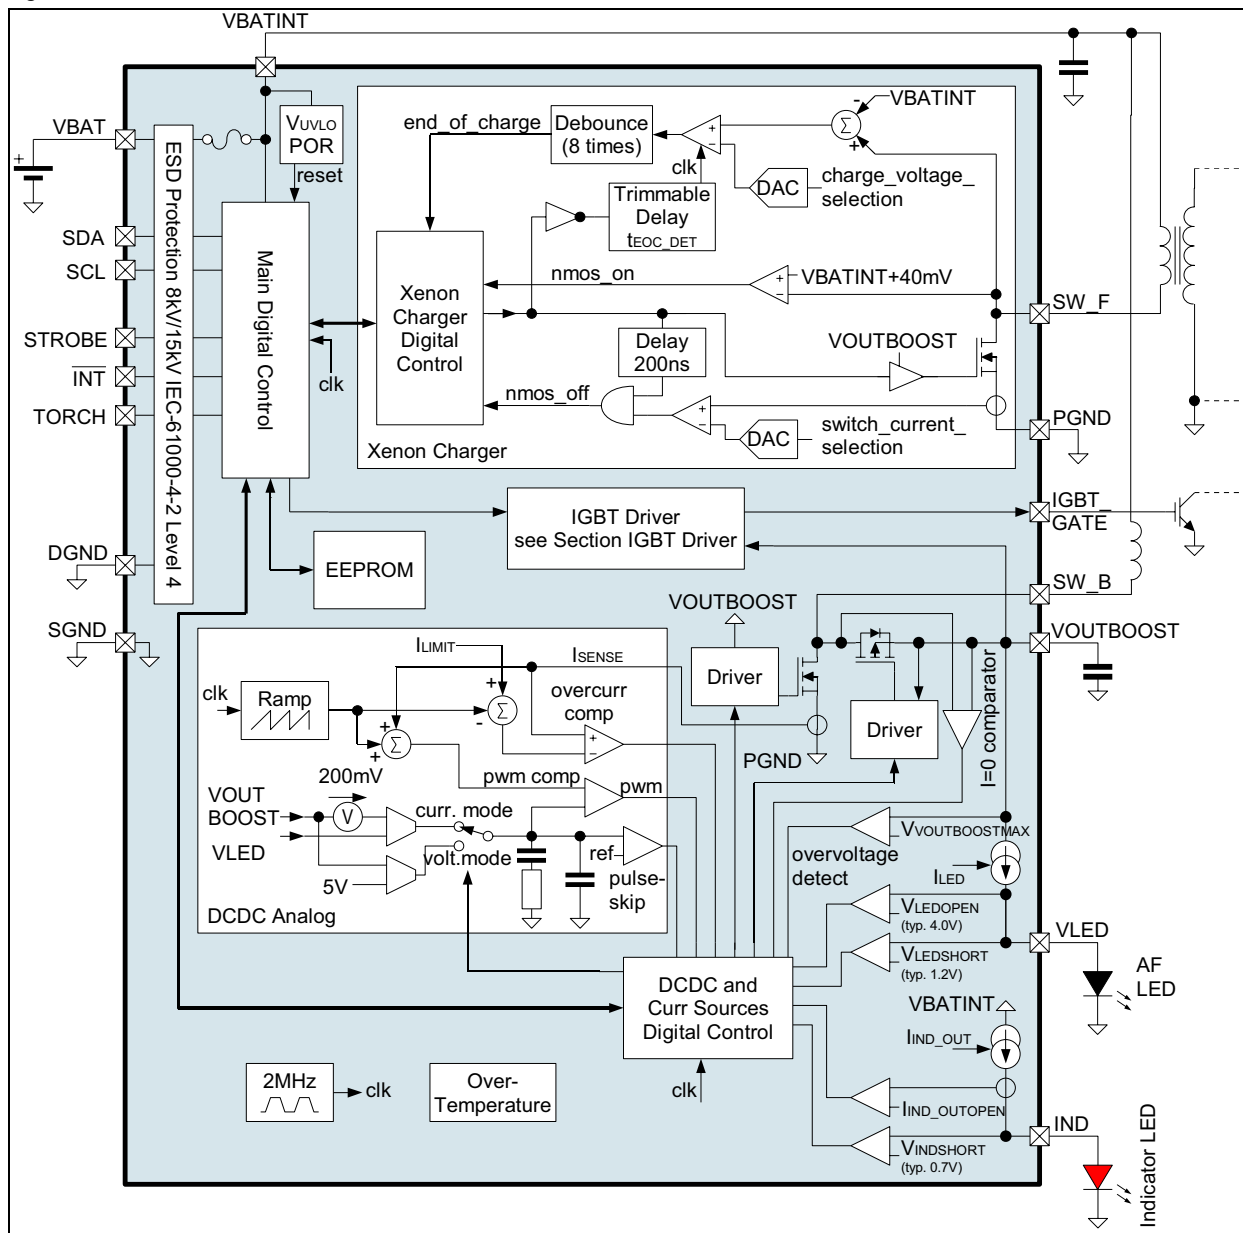 VBATINT
VBAT
+
ESD Protection 8kV/15kV IEC-61000-4-2 Level 4
VUVLO
POR
reset
SDA
SCL
STROBE
INT
TORCH
DGND
SGND
Main Digital Control
clk
EEPROM
end_of_charge
Debounce
(8 times)
clk
+
−
-
VBATINT
Σ
+
DAC
charge_voltage_
selection
Trimmable
Delay
tEOC_DET
Xenon
Charger
Digital
Control
nmos_on
+
−
VBATINT+40mV
Delay
200ns
VOUTBOOST
nmos_off
+
−
DAC
switch_current_
selection
Xenon Charger
SW_F
PGND
IGBT Driver
see Section IGBT Driver
IGBT_
GATE
SW_B
VOUTBOOST
VOUTBOOST
Driver
PGND
Driver
I=0 comparator
ILIMIT
ISENSE
clk
Ramp
+
Σ
-
+
+
Σ
overcurr
comp
+
−
200mV
pwm comp
pwm
VOUT
BOOST
V
curr. mode
VLED
volt.mode
5V
ref
pulse-
skip
DCDC Analog
VVOUTBOOSTMAX
overvoltage
detect
ILED
VLEDOPEN
(typ. 4.0V)
VLEDSHORT
(typ. 1.2V)
VLED
AF
LED
DCDC and
Curr Sources
Digital Control
clk
VBATINT
IIND_OUT
IIND_OUTOPEN
VINDSHORT
(typ. 0.7V)
IND
Indicator LED
2MHz
clk
Over-
Temperature